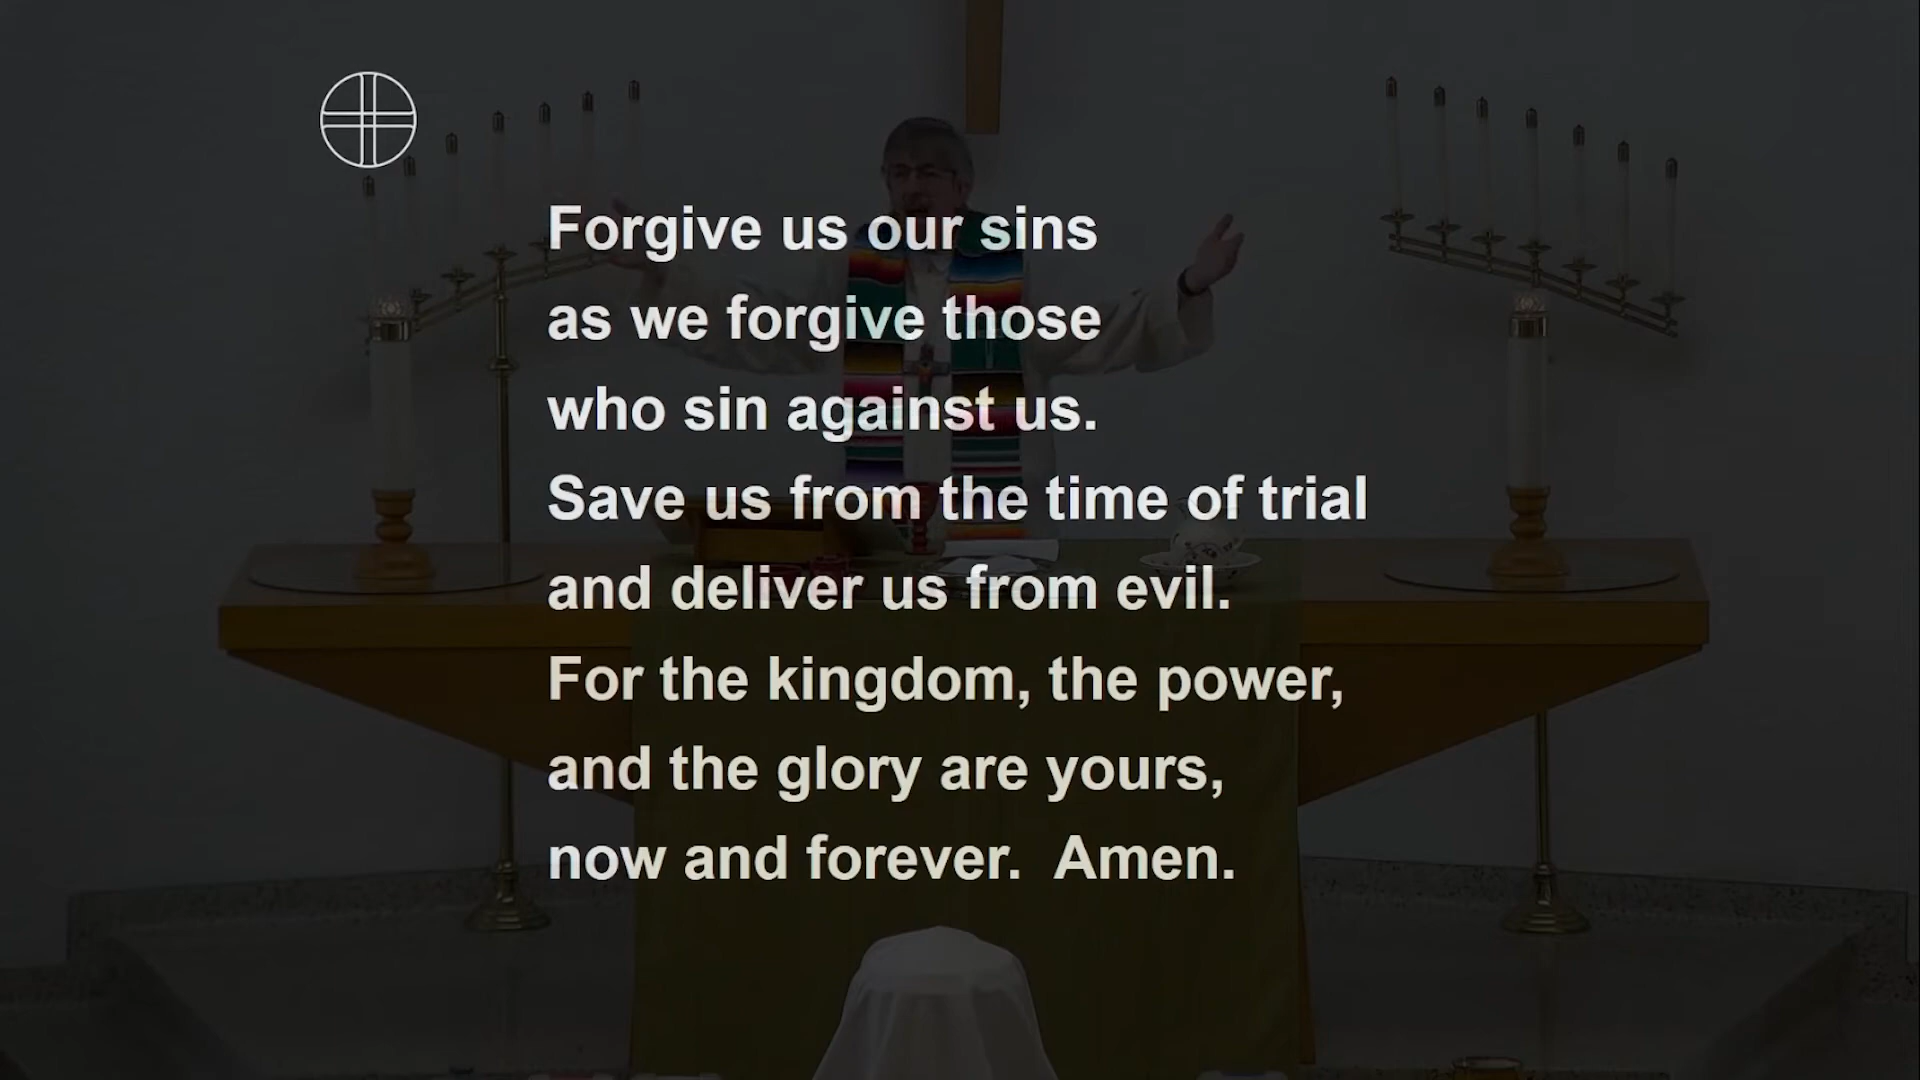 Forgive us our sins
as we forgive those
who sin against us.
Save us from the time of trial
and deliver us from evil.
For the kingdom, the power,
and the glory are yours,
now and forever.  Amen.